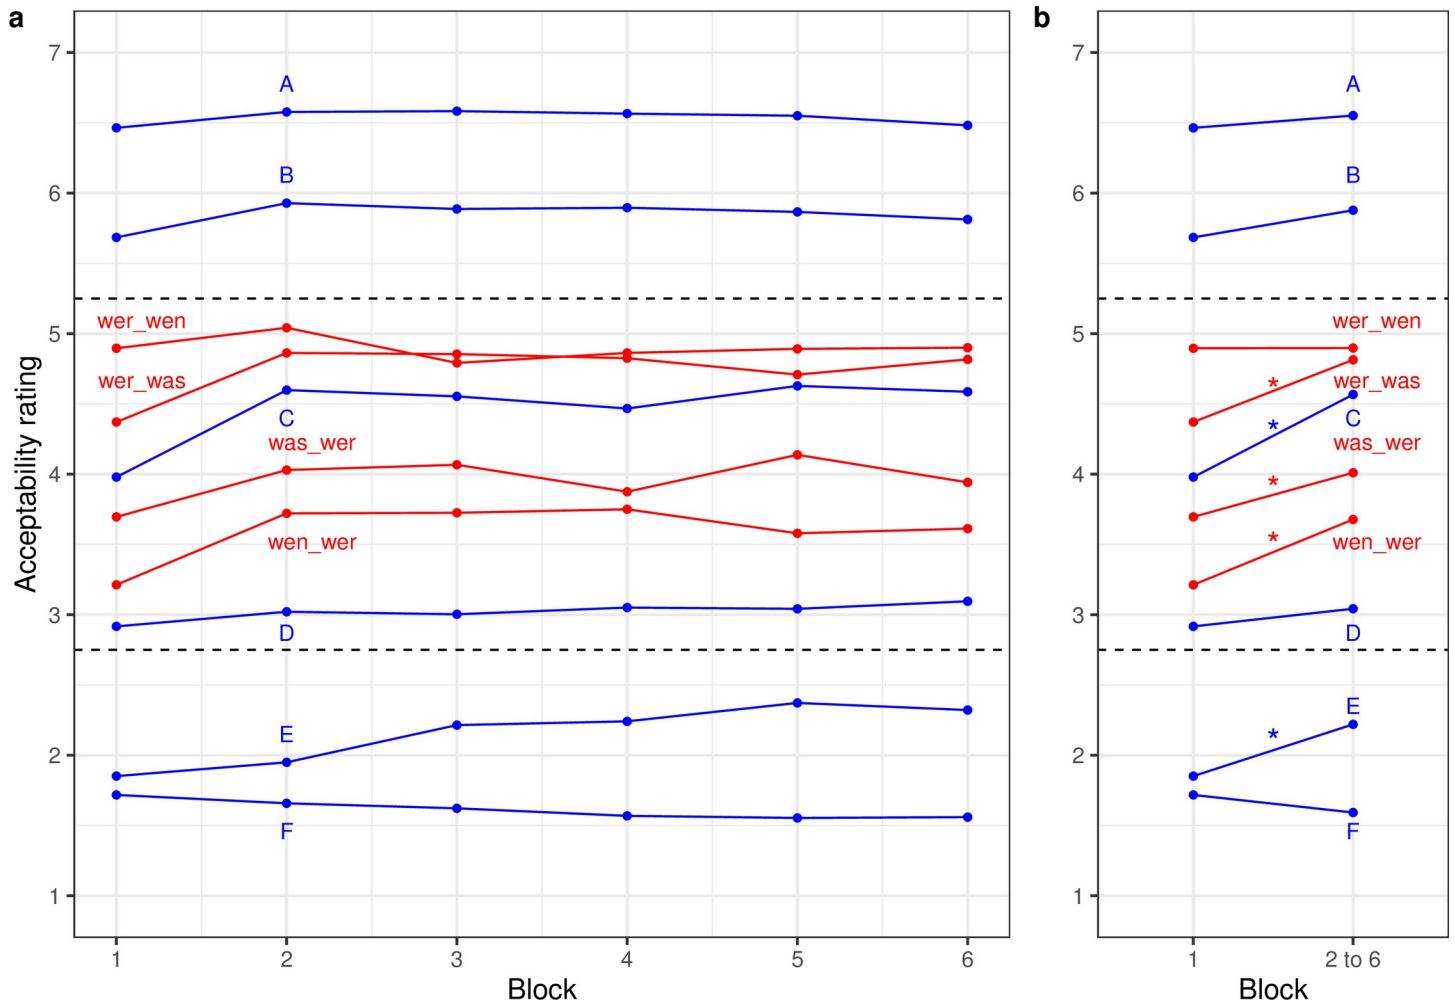 a
7
6
5
4
3
2
1
A
B
wer_wen
wer_was
C
was_wer
wen_wer
D
E
F
1 2 3 4 5 6
Block
Acceptability rating
b
7
6
5
4
3
2
1
A
B
wer_wen
*
wer_was
*
C
was_wer
*
*
wen_wer
D
E
*
F
1 2 to 6
Block